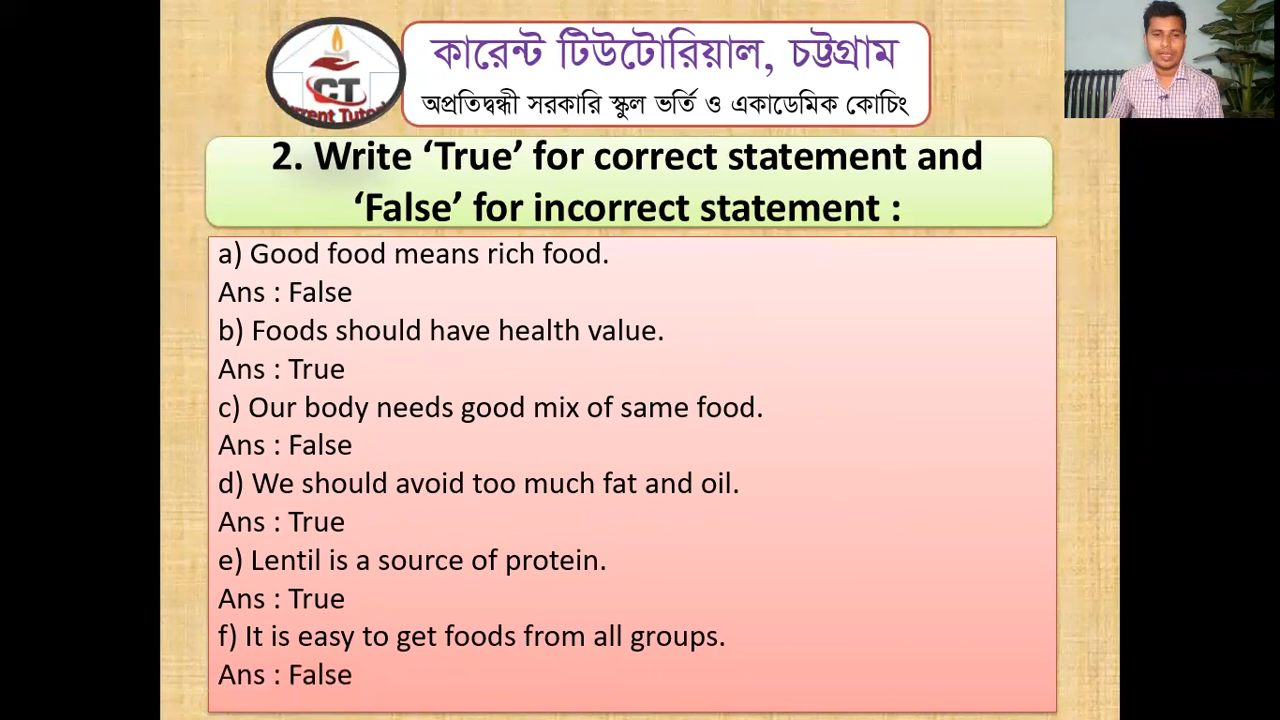 কারেন্ট টিউটোরিয়াল, চট্টগ্রাম
CT
অপ্রতিদ্বন্ধী সরকারি স্কুল ভর্তি ও একাডেমিক কোচিং
2. Write ‘True’ for correct statement and
‘False’ for incorrect statement :
a) Good food means rich food.
Ans : False
b) Foods should have health value.
Ans : True
c) Our body needs good mix of same food.
Ans : False
d) We should avoid too much fat and oil.
Ans : True
e) Lentil is a source of protein.
Ans : True
f) It is easy to get foods from all groups.
Ans : False